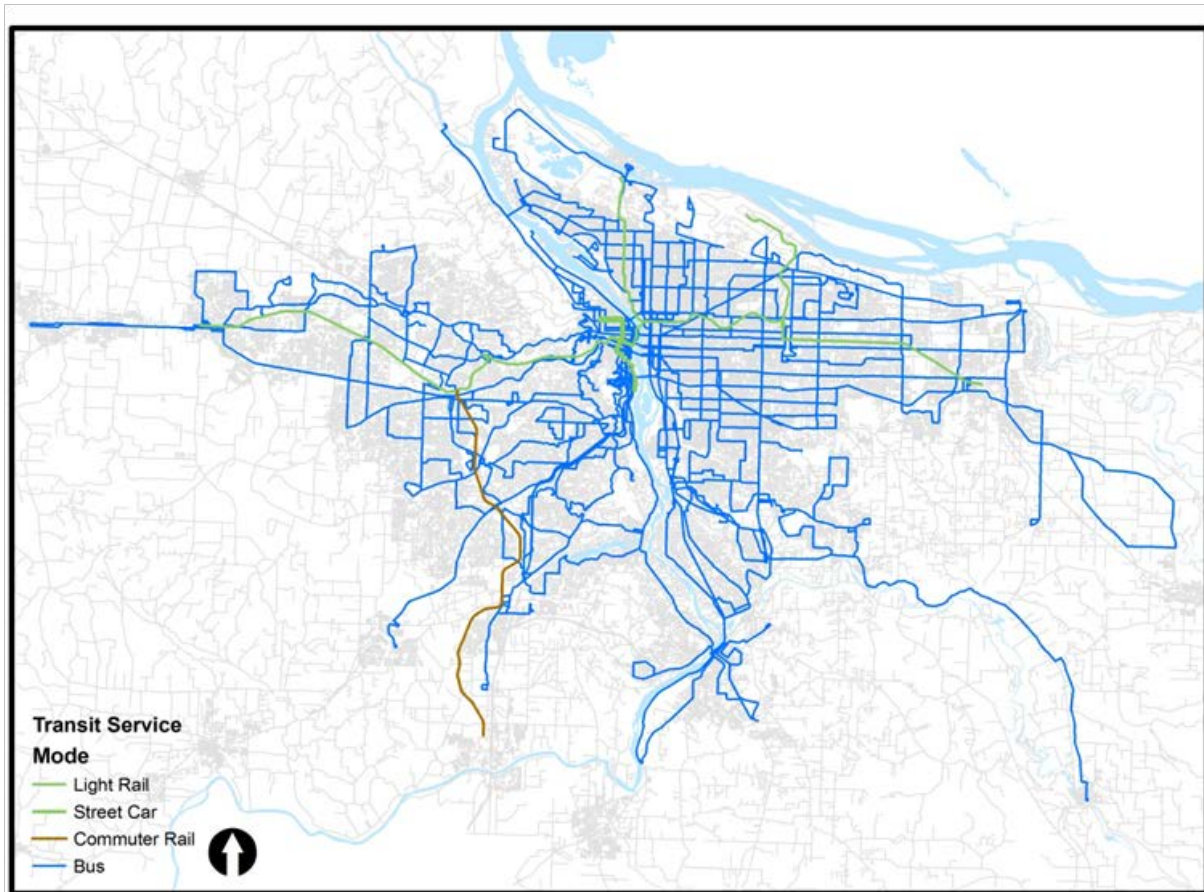 Transit Service
Mode
Light Rail
Street Car
Commuter Rail
Bus